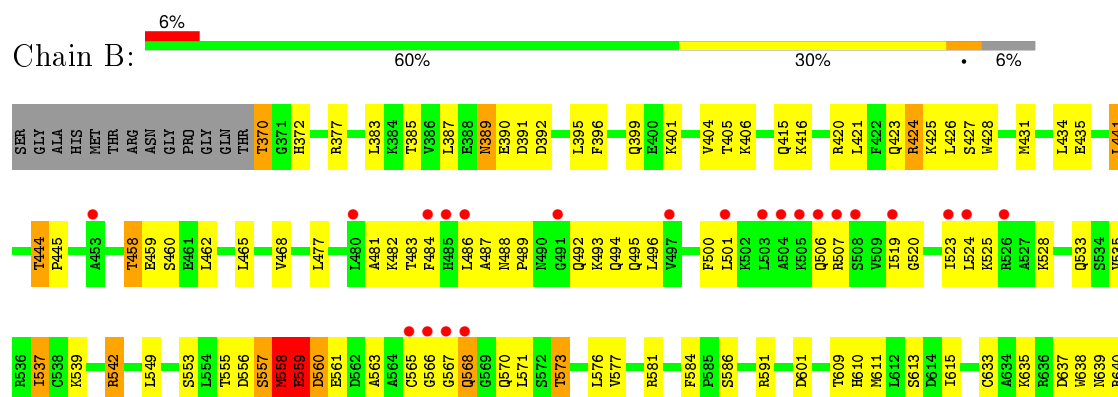 6%
Chain B:
60% 30% • 6%
SER GLY ALA HIS MET THR ARG ASN GLY PRO GLY GLN THR T370 G371 H372 R377 L383 K384 T385 V386 L387 E388 N389 E390 D391 D392 L395 F396 Q399 E400 K401 V404 T405 K406 Q415 K416 R420 L421 F422 Q423 R424 K425 L426 S427 W428 M431 L434 E435 L441
T444 P445 A453 T458 E459 S460 E461 L462 L465 V468 L477 L480 A481 K482 T483 F484 H485 L486 A487 N488 P489 N490 G491 Q492 K493 Q494 Q495 L496 V497 F500 L501 K502 L503 A504 K505 Q506 R507 S508 V509 I519 G520 I523 L524 K525 R526 A527 K528 Q533 S534 V535
R536 I537 C538 K539 R542 L549 S553 L554 T555 D556 S557 M558 E559 D560 E561 D562 A563 A564 C565 G566 G567 Q568 G569 Q570 L571 S572 T573 L576 V577 R581 F584 P585 S586 R591 D601 T609 H610 M611 L612 S613 D614 I615 C633 A634 K635 R636 D637 W638 N639 R640